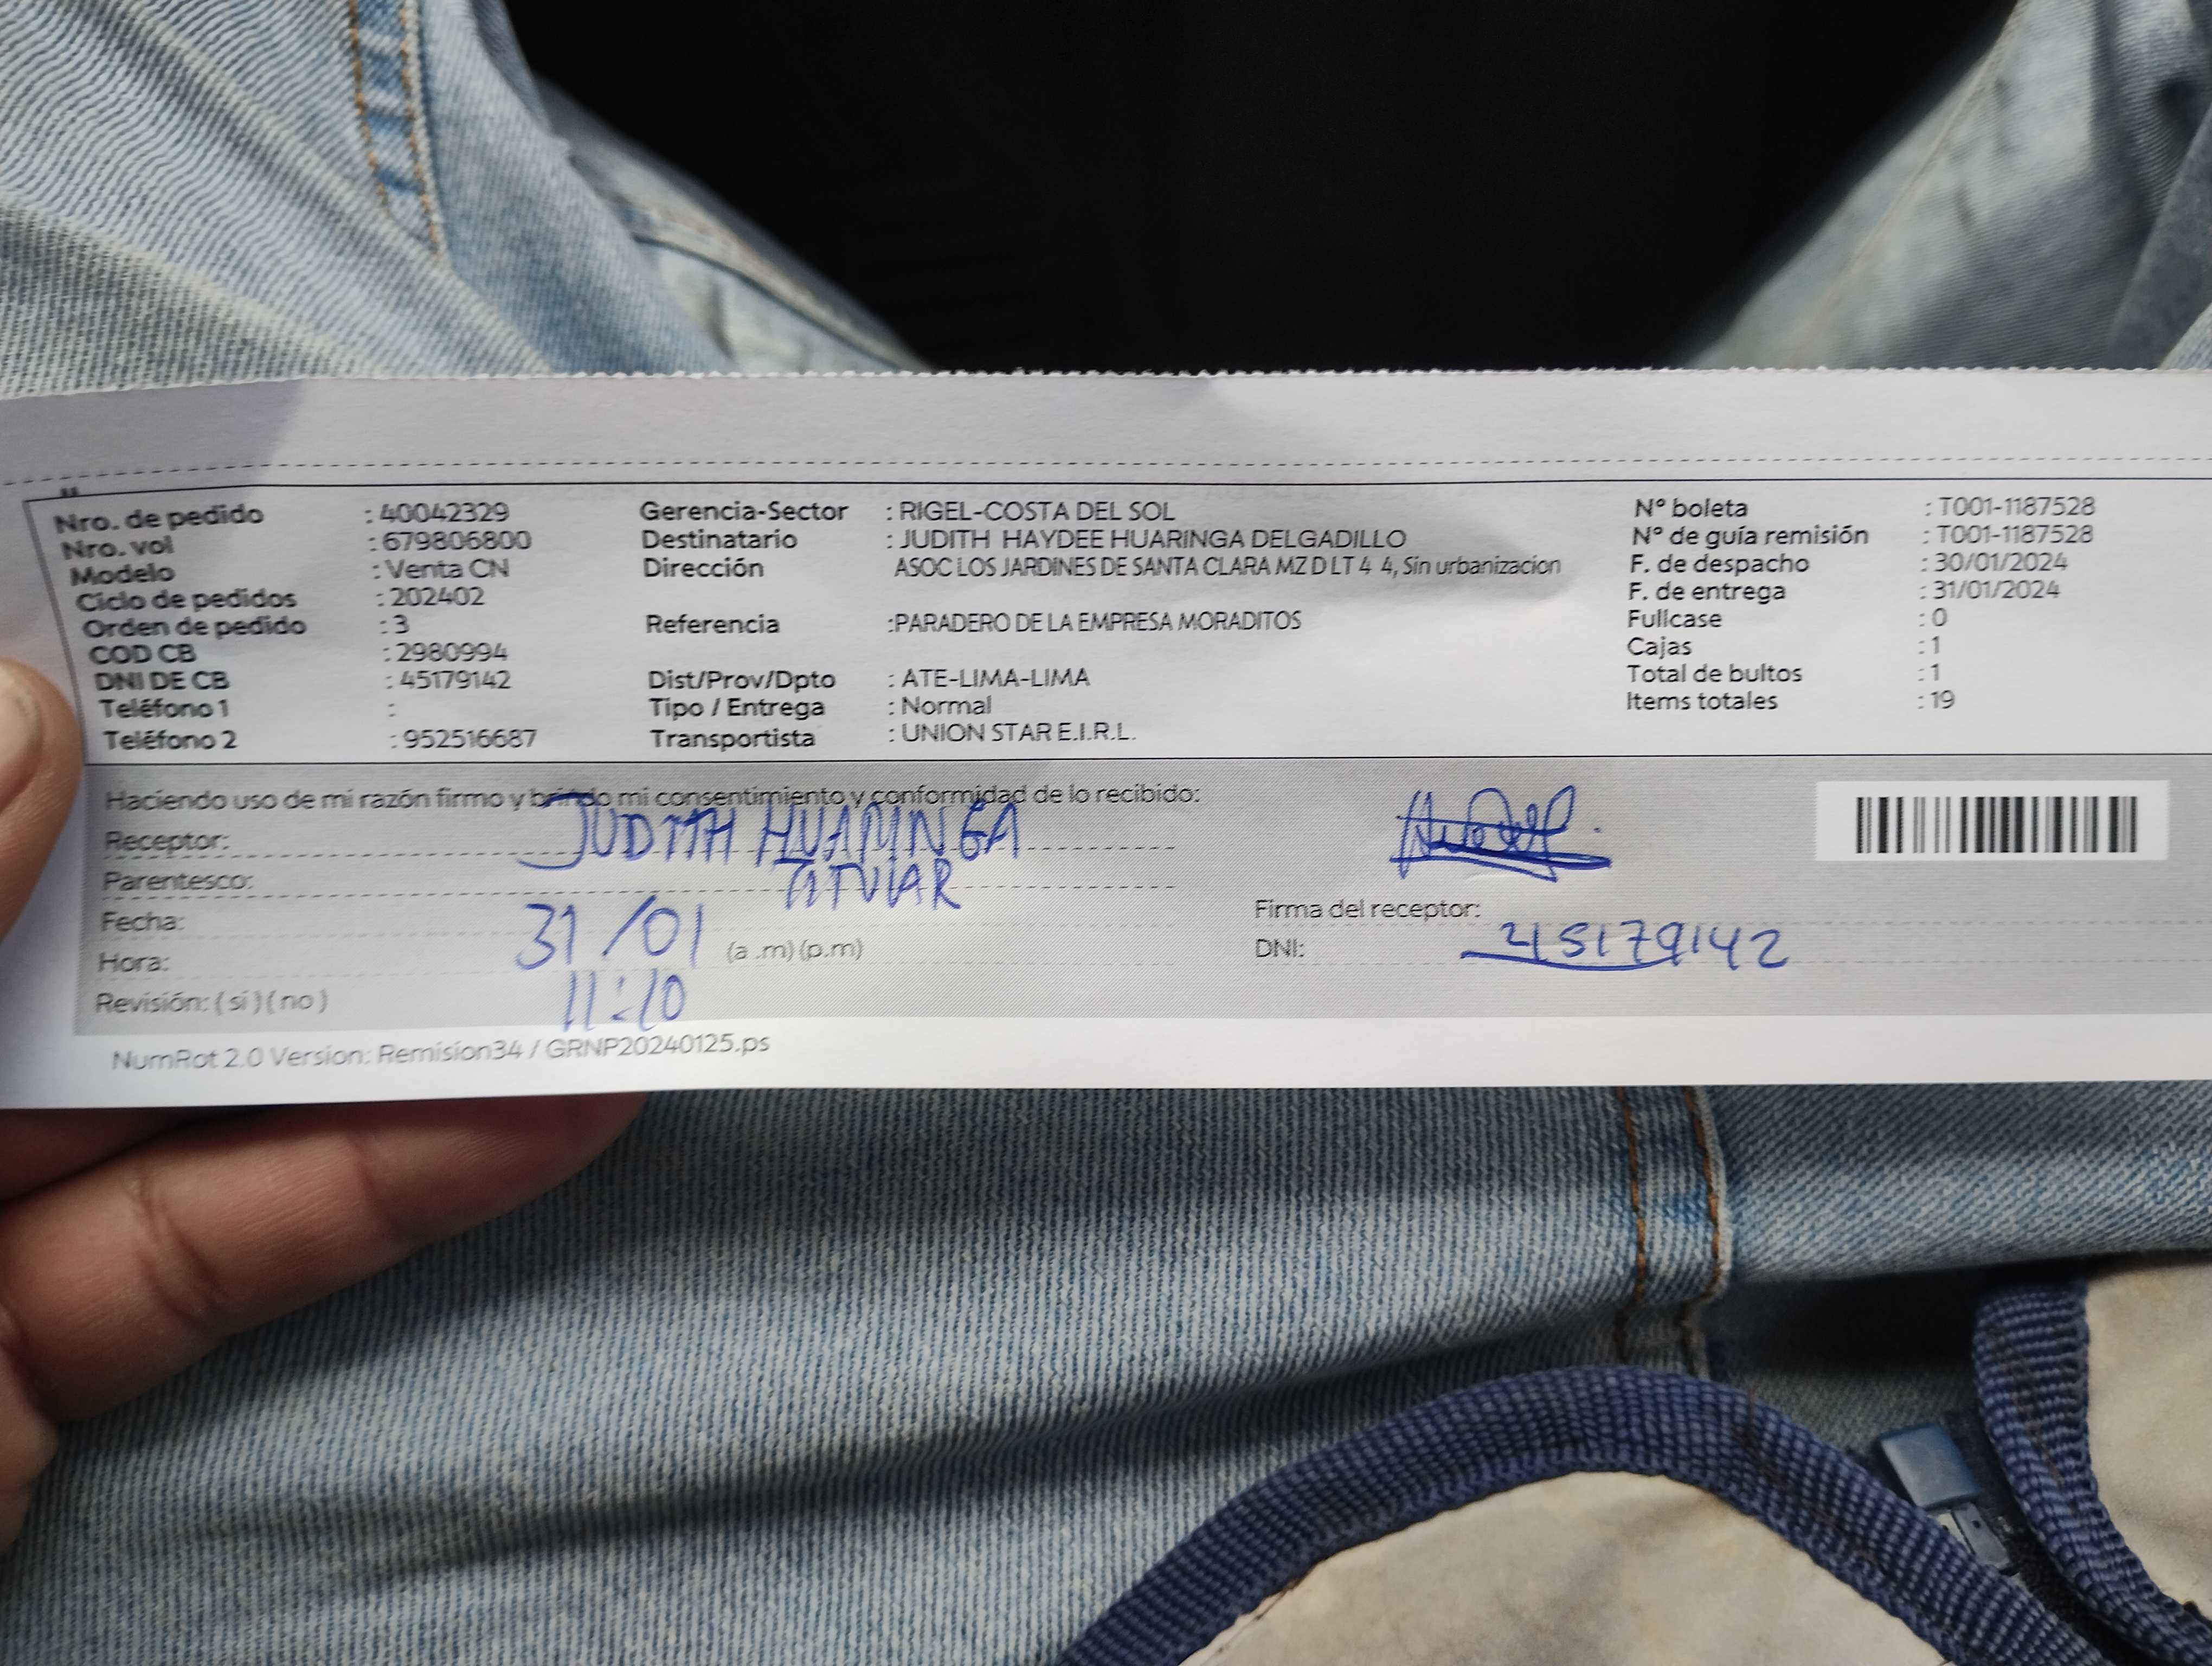 Nro. de pedido : 40042329 Gerencia-Sector : RIGEL-COSTA DEL SOL N° boleta : T001-1187528
Nro. vol : 679806800 Destinatario : JUDITH HAYDEE HUARINGA DELGADILLO N° de guía remisión : T001-1187528
Modelo : Venta CN Dirección ASOC LOS JARDINES DE SANTA CLARA MZ D LT 4 4, Sin urbanizacion F. de despacho : 30/01/2024
Ciclo de pedidos : 202402 F. de entrega : 31/01/2024
Orden de pedido : 3 Referencia :PARADERO DE LA EMPRESA MORADITOS Fullcase : 0
COD CB : 2980994 Cajas : 1
DNI DE CB : 45179142 Dist/Prov/Dpto : ATE-LIMA-LIMA Total de bultos : 1
Teléfono 1 : Tipo / Entrega : Normal Items totales : 19
Teléfono 2 : 952516687 Transportista : UNION STAR E.I.R.L.
Haciendo uso de mi razón firmo y brindo mi consentimiento y conformidad de lo recibido:
Receptor: JUDITH HUARINGA
Parentesco: TITULAR
Fecha: 31/01 Firma del receptor:
Hora: 11:10 (a .m) (p.m) DNI: 45179142
Revisión: ( si ) ( no )
NumRot 2.0 Version: Remision34 / GRNP20240125.ps